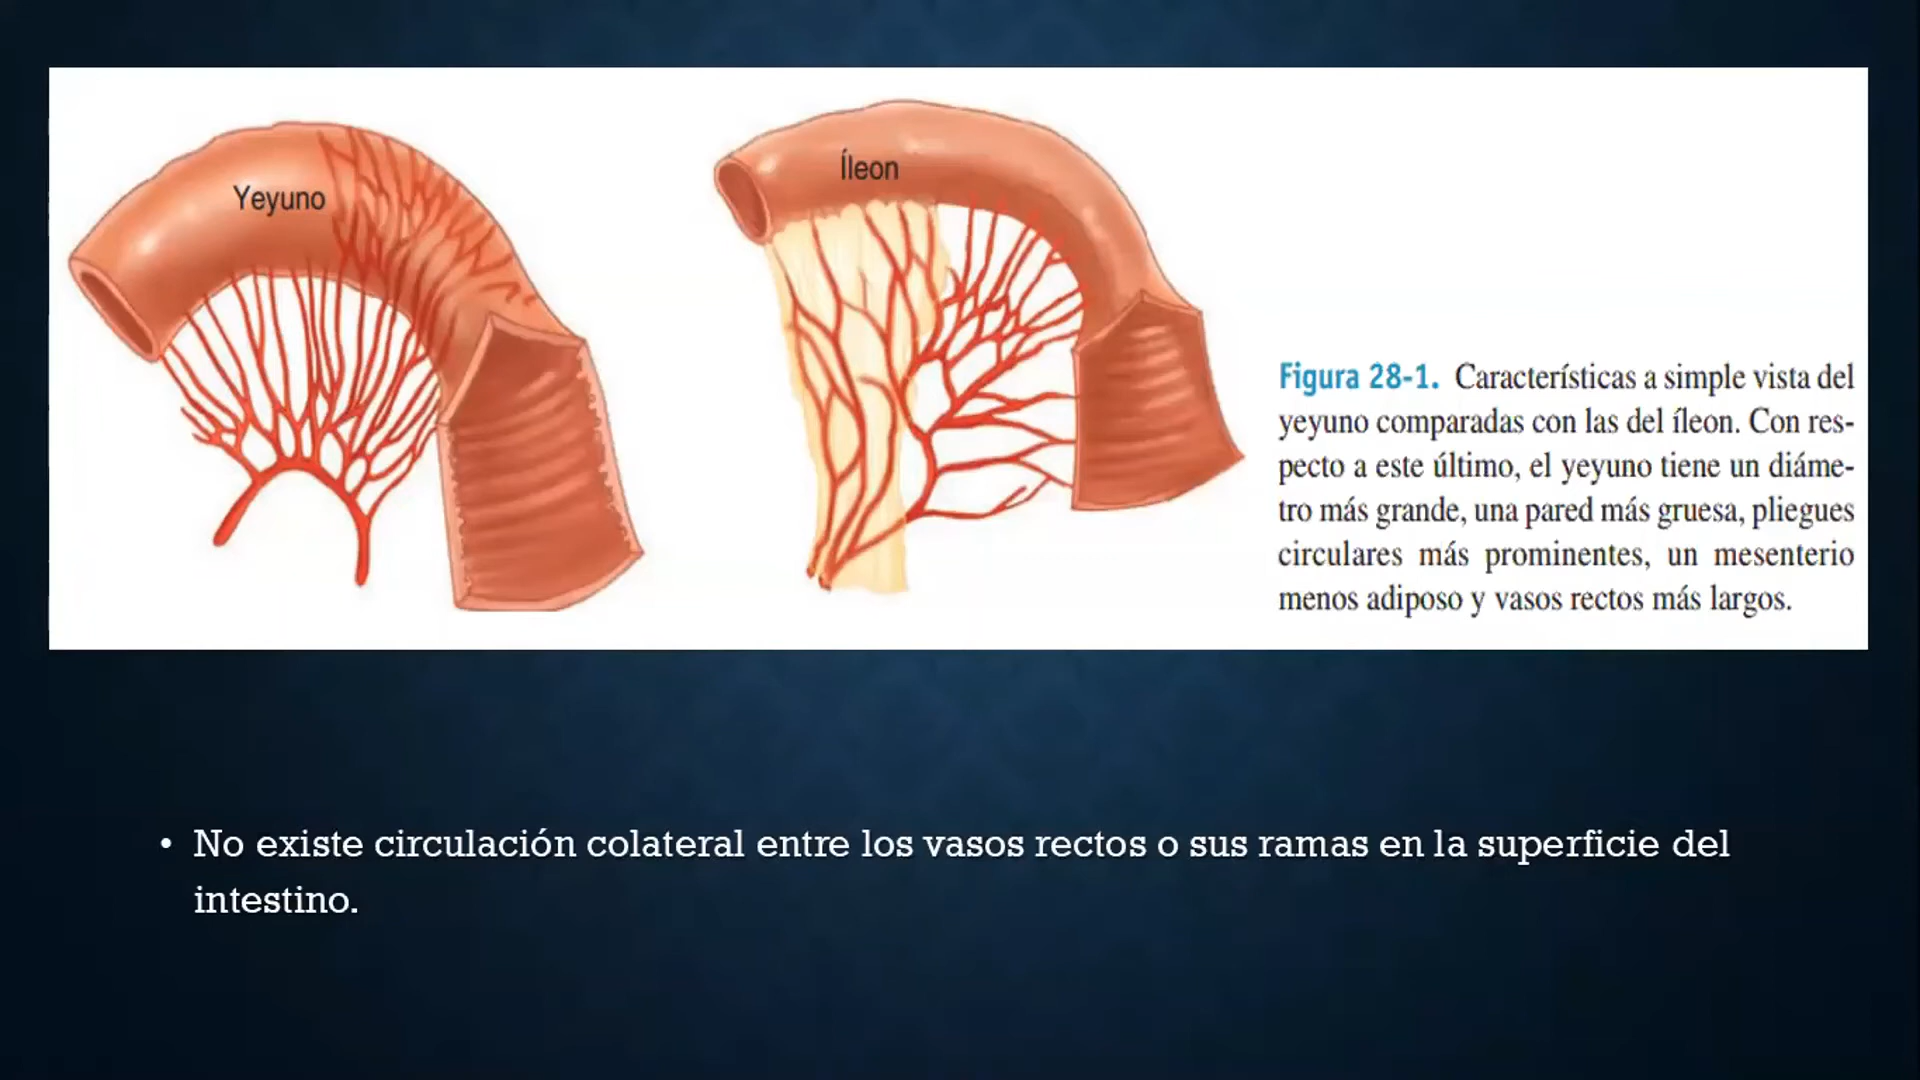 Yeyuno
Íleon
Figura 28-1. Características a simple vista del
yeyuno comparadas con las del íleon. Con res-
pecto a este último, el yeyuno tiene un diáme-
tro más grande, una pared más gruesa, pliegues
circulares más prominentes, un mesenterio
menos adiposo y vasos rectos más largos.
• No existe circulación colateral entre los vasos rectos o sus ramas en la superficie del
intestino.